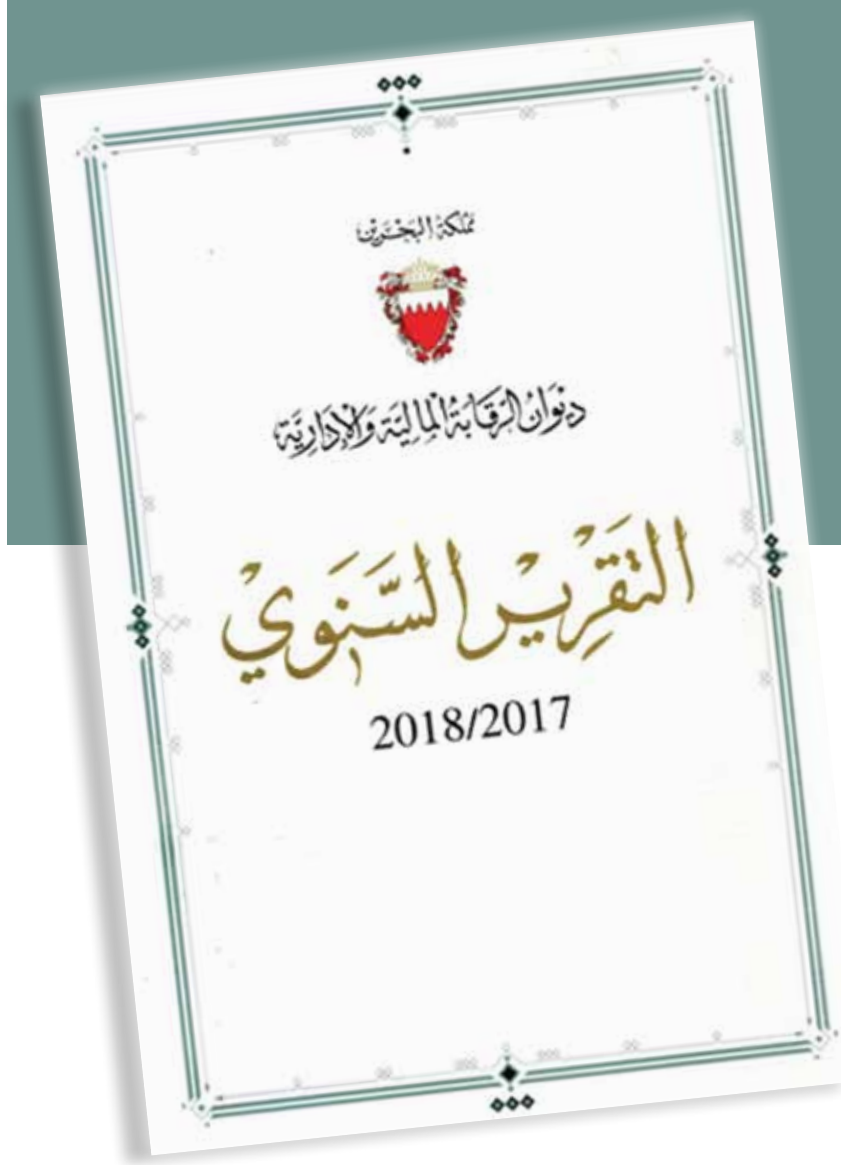 مملكة البحرين
ديوان الرقابة المالية والإدارية
التقرير السنوي
2018/2017